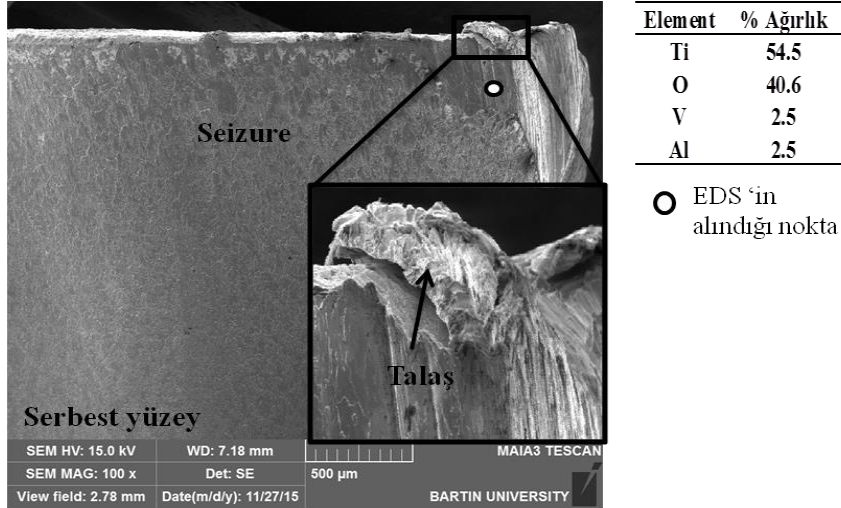 Seizure
Talaş
Serbest yüzey
SEM HV: 15.0 kV WD: 7.18 mm MAIA3 TESCAN
SEM MAG: 100 x Det: SE 500 µm
View field: 2.78 mm Date(m/d/y): 11/27/15 BARTIN UNIVERSITY
Element % Ağırlık
Ti 54.5
O 40.6
V 2.5
Al 2.5
EDS ‘in
alındığı nokta